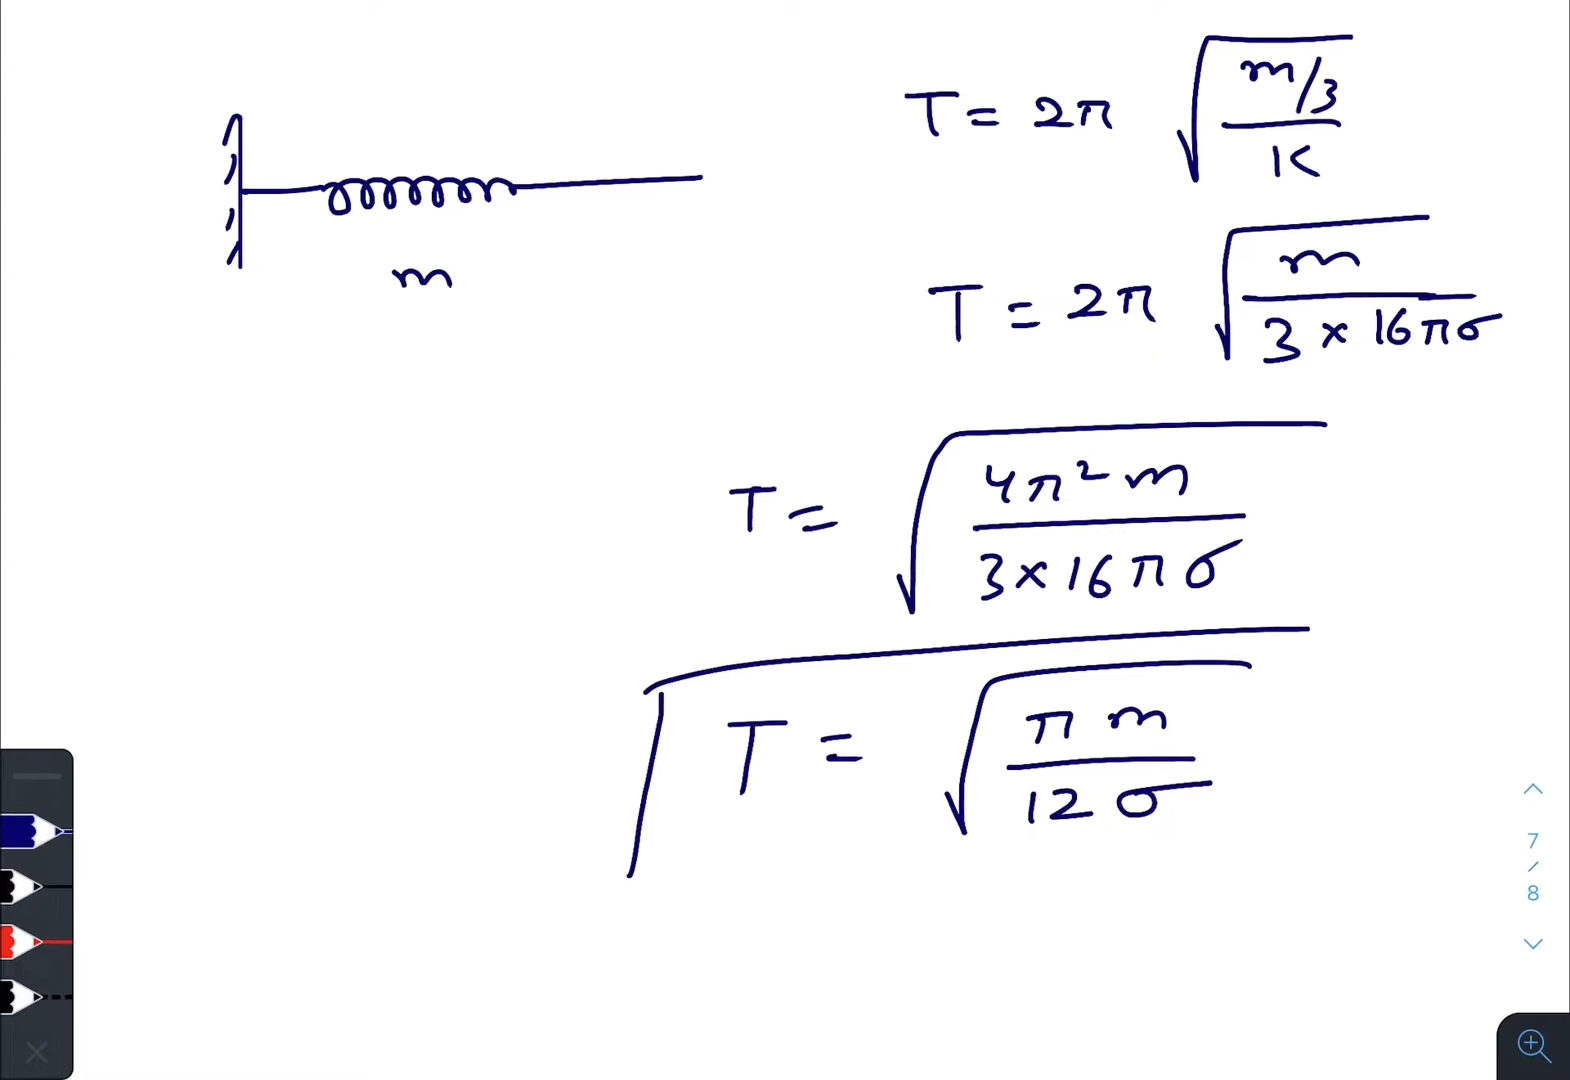 T = 2π √((m/3)/K)
m
T = 2π √(m/(3 × 16πσ))
T = √(4π²m/(3×16πσ))
T = √(πm/(12σ))
7
/
8